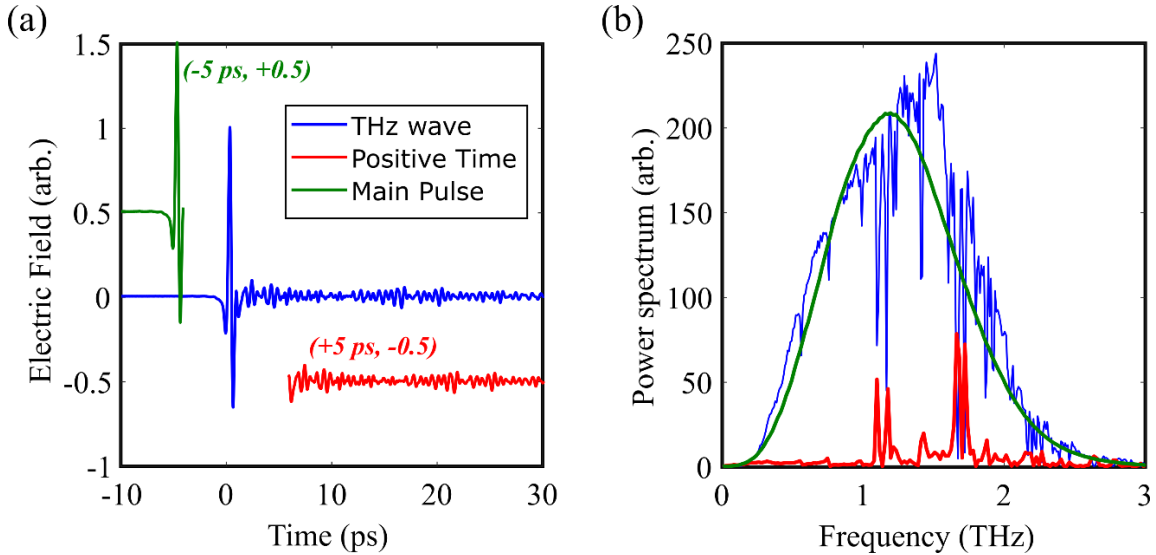 (a)
1.5
1
0.5
0
-0.5
-1
-10
0
10
20
30
Electric Field (arb.)
Time (ps)
(-5 ps, +0.5)
THz wave
Positive Time
Main Pulse
(+5 ps, -0.5)
(b)
250
200
150
100
50
0
0
1
2
3
Power spectrum (arb.)
Frequency (THz)